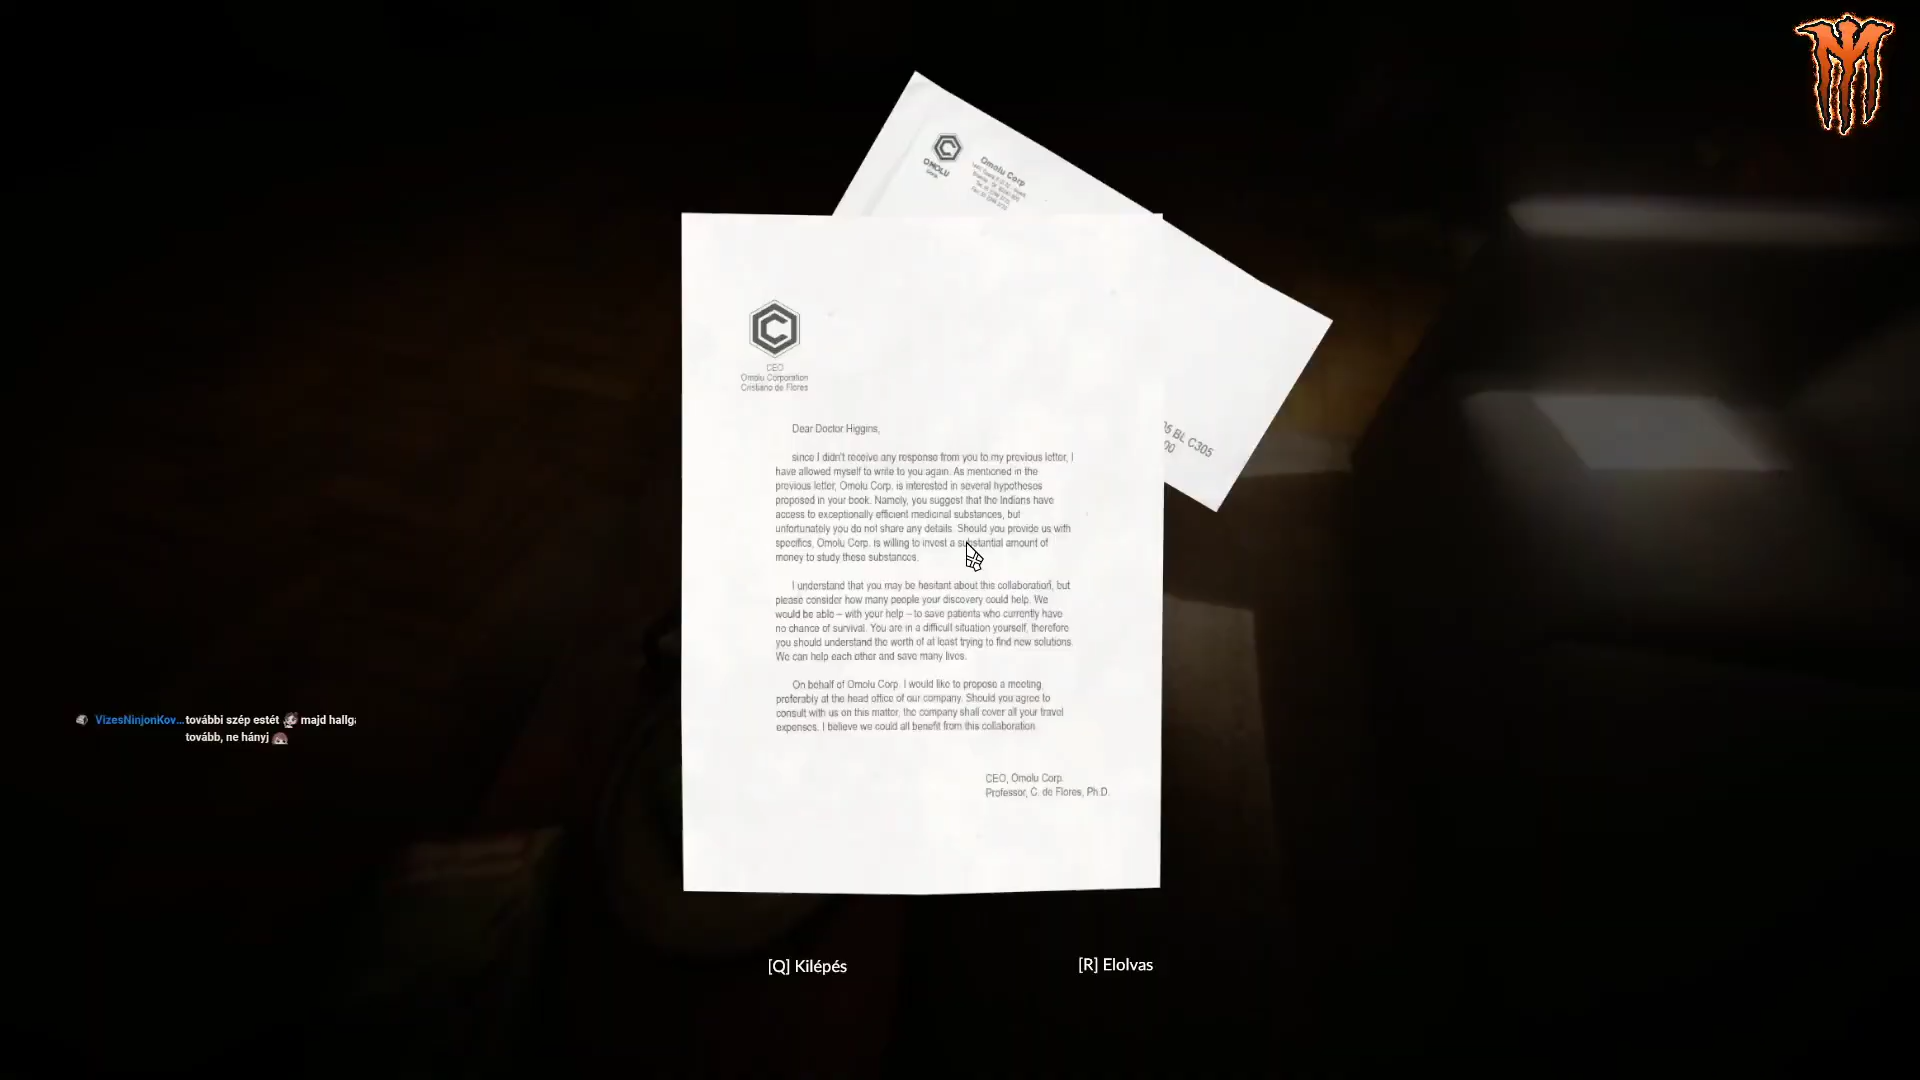 OMOLU
Omolu Corp
BL C305
CEO
Omolu Corporation
Cristiano de Flores
Dear Doctor Higgins,
since I didn't receive any response from you to my previous letter, I
have allowed myself to write to you again. As mentioned in the
previous letter, Omolu Corp. is interested in several hypotheses
proposed in your book. Namely, you suggest that the Indians have
access to exceptionally efficient medicinal substances, but
unfortunately you do not share any details. Should you provide us with
specifics, Omolu Corp. is willing to invest a substantial amount of
money to study these substances.
I understand that you may be hesitant about this collaboration, but
please consider how many people your discovery could help. We
would be able – with your help – to save patients who currently have
no chance of survival. You are in a difficult situation yourself, therefore
you should understand the worth of at least trying to find new solutions.
We can help each other and save many lives.
On behalf of Omolu Corp. I would like to propose a meeting,
preferably at the head office of our company. Should you agree to
consult with us on this matter, the company shall cover all your travel
expenses. I believe we could all benefit from this collaboration.
CEO, Omolu Corp.
Professor, C. de Flores, Ph.D.
VizesNinjonKov... további szép estét majd hallga
tovább, ne hányj
[Q] Kilépés
[R] Elolvas